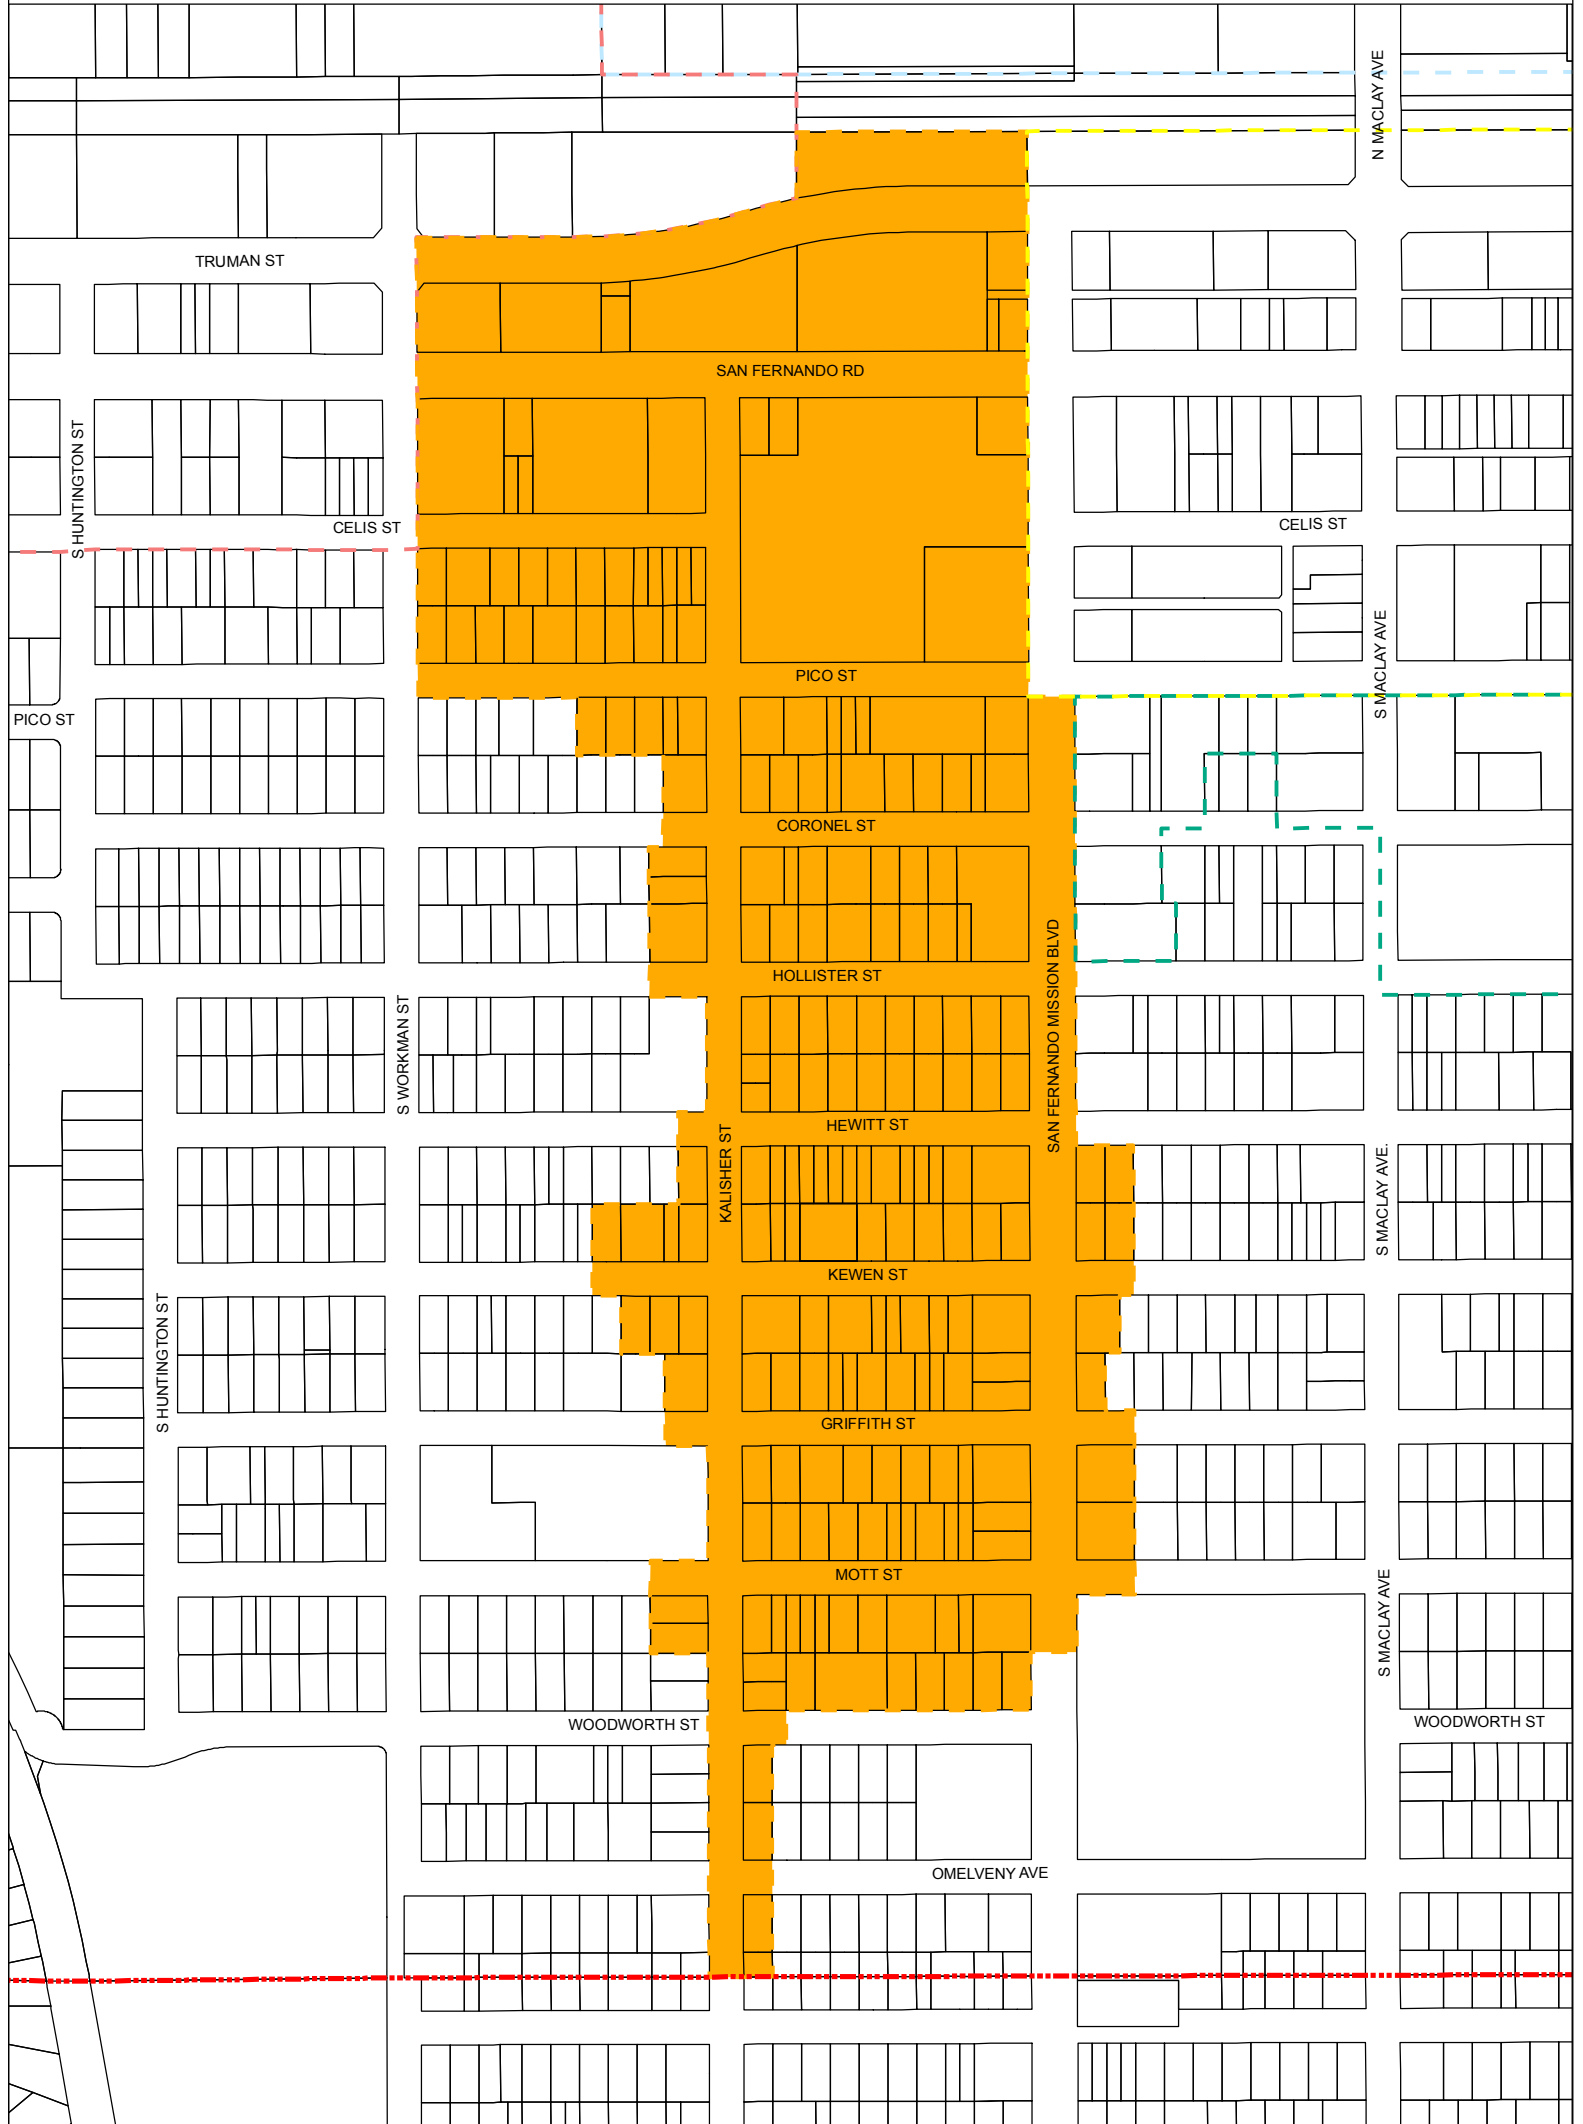 N MACLAY AVE
TRUMAN ST
SAN FERNANDO RD
S HUNTINGTON ST
CELIS ST
CELIS ST
S MACLAY AVE
PICO ST
PICO ST
CORONEL ST
SAN FERNANDO MISSION BLVD
HOLLISTER ST
S WORKMAN ST
HEWITT ST
KALISHER ST
S MACLAY AVE.
KEWEN ST
S HUNTINGTON ST
GRIFFITH ST
MOTT ST
S MACLAY AVE
WOODWORTH ST
WOODWORTH ST
OMELVENY AVE